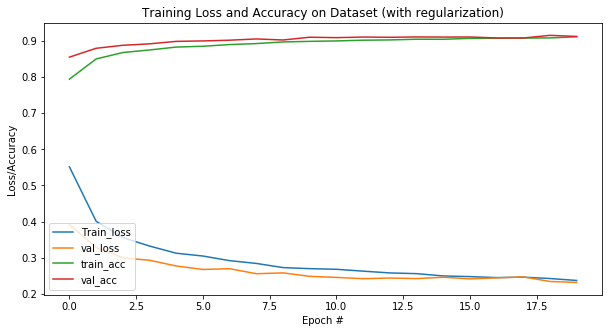 Training Loss and Accuracy on Dataset (with regularization)
Loss/Accuracy
0.9
0.8
0.7
0.6
0.5
0.4
0.3
0.2
Train_loss
val_loss
train_acc
val_acc
0.0 2.5 5.0 7.5 10.0 12.5 15.0 17.5
Epoch #